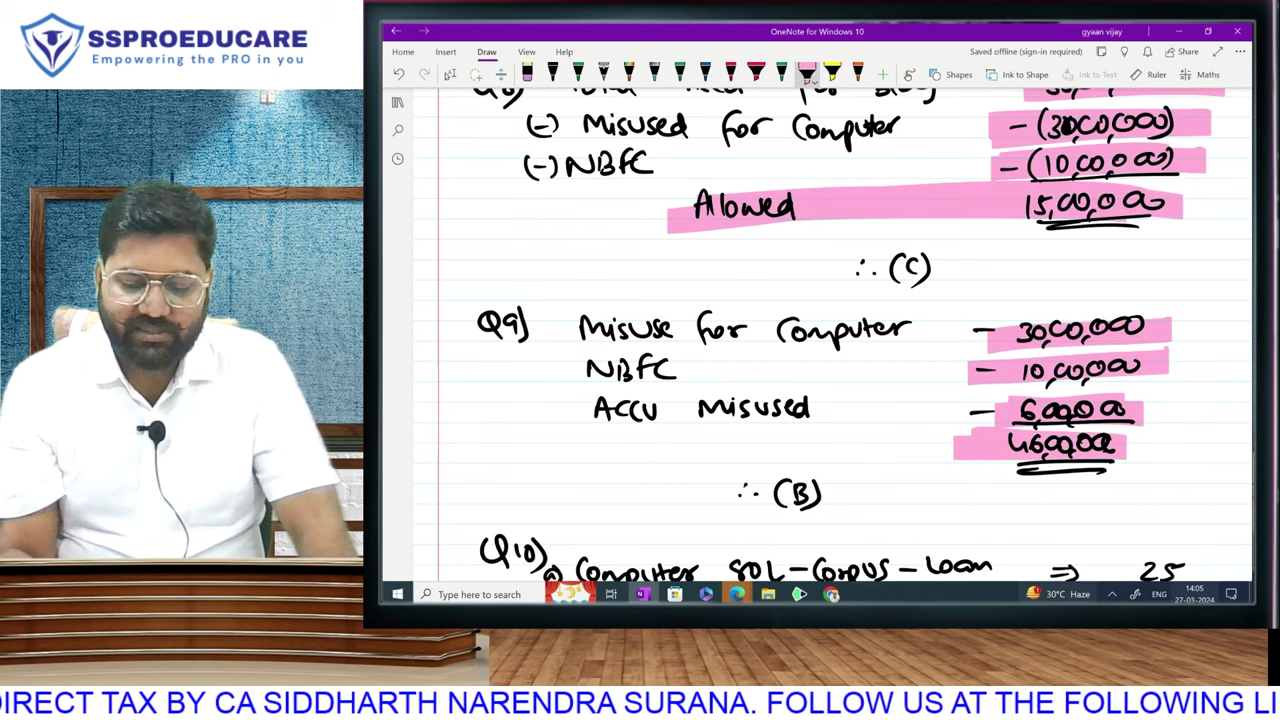 SSPROEDUCARE
Empowering the PRO in you
OneNote for Windows 10
gyaan vijay
Home Insert Draw View Help
Saved offline (sign-in required)
Share
Shapes Ink to Shape Ink to Text Ruler Maths
(-) Misused for Computer - (30,00,000)
(-) NBFC - (10,00,000)
Allowed 15,00,000
∴ (C)
Q9) Misuse for Computer - 30,00,000
NBFC - 10,00,000
ACCU Misused - 6,00,000
46,00,000
∴ (B)
Q10) a) Computer 80L - Corpus - Loan ⇒ 25
Type here to search
30°C Haze
ENG
14:05
27-03-2024
DIRECT TAX BY CA SIDDHARTH NARENDRA SURANA. FOLLOW US AT THE FOLLOWING LI